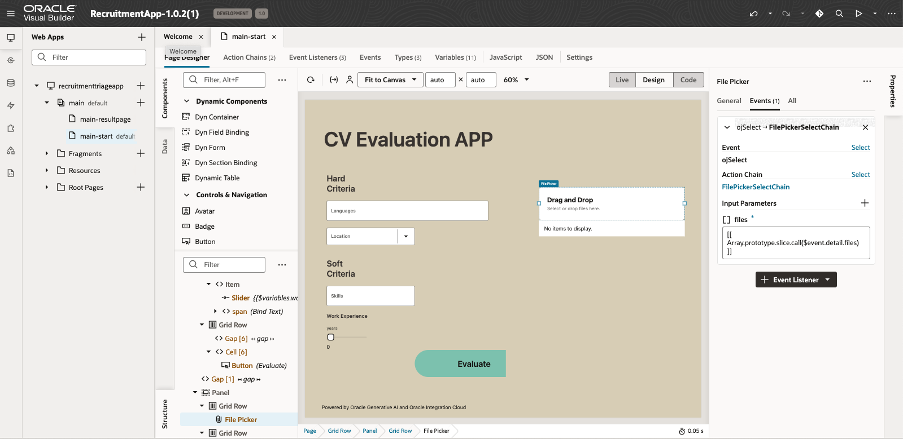 ORACLE
Visual Builder
RecruitmentApp-1.0.2(1)
DEVELOPMENT
1.0
Web Apps
Filter
recruitmenttriageapp
main default
main-resultpage
main-start default
Fragments
Resources
Root Pages
Welcome
main-start
Welcome
Page Designer
Action Chains (2)
Event Listeners (3)
Events
Types (3)
Variables (11)
JavaScript
JSON
Settings
Components
Data
Filter, Alt+F
Dynamic Components
Dyn Container
Dyn Field Binding
Dyn Form
Dyn Section Binding
Dynamic Table
Controls & Navigation
Avatar
Badge
Button
Structure
Filter
Item
Slider {{$variables.wo
span (Bind Text)
Grid Row
Gap [6] ↔ gap ↔
Cell [6]
Button (Evaluate)
Gap [1] ↔ gap ↔
Panel
Grid Row
File Picker
Grid Row
Fit to Canvas
auto
×
auto
60%
Live
Design
Code
CV Evaluation APP
Hard
Criteria
Languages
Location
Soft
Criteria
Skills
Work Experience
years
0
Evaluate
File Picker
Drag and Drop
Select or drop files here.
No items to display.
Powered by Oracle Generative AI and Oracle Integration Cloud
Page
Grid Row
Panel
Grid Row
File Picker
0.05 s
File Picker
General
Events (1)
All
ojSelect → FilePickerSelectChain
Event
Select
ojSelect
Action Chain
Select
FilePickerSelectChain
Input Parameters
[ ] files *
[[
Array.prototype.slice.call($event.detail.files)
]]
Event Listener
Properties